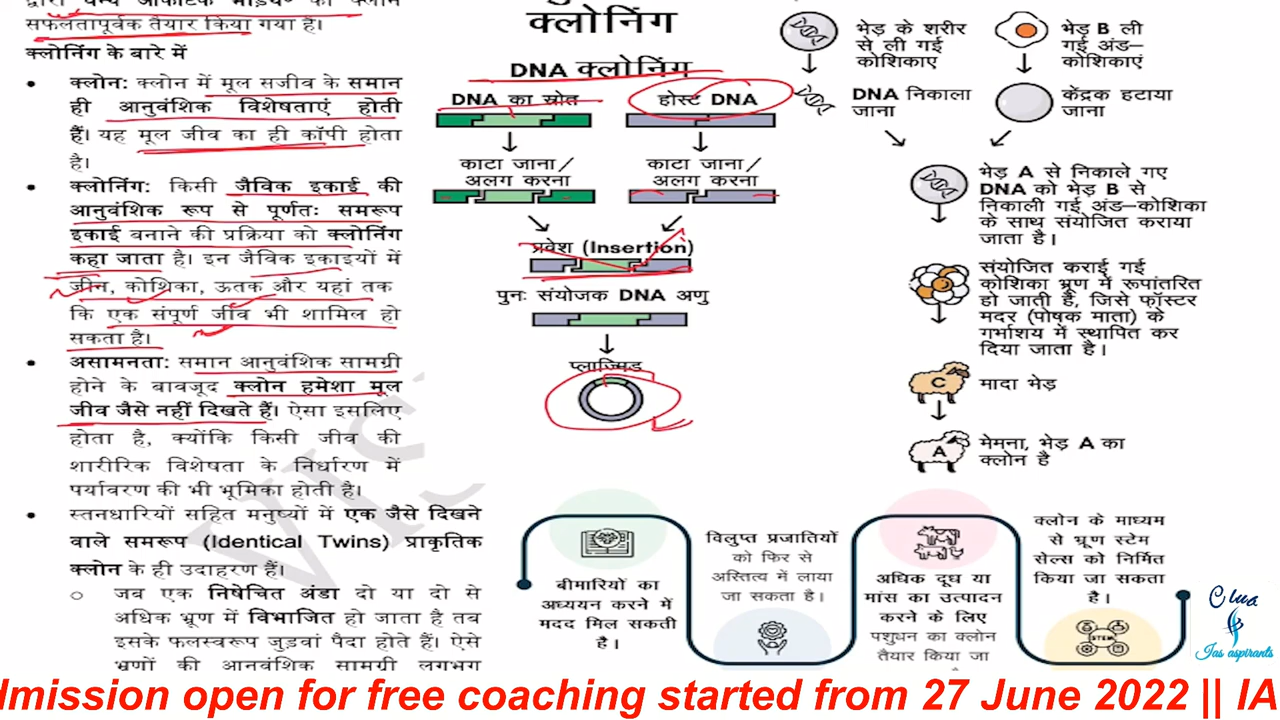 सफलतापूर्वक तैयार किया गया है।
क्लोनिंग के बारे में
• क्लोन: क्लोन में मूल सजीव के समान
ही आनुवंशिक विशेषताएं होती
हैं। यह मूल जीव का ही कॉपी होता
है।
• क्लोनिंग: किसी जैविक इकाई की
आनुवंशिक रूप से पूर्णतः समरूप
इकाई बनाने की प्रक्रिया को क्लोनिंग
कहा जाता है। इन जैविक इकाइयों में
जीन, कोशिका, ऊतक और यहां तक
कि एक संपूर्ण जीव भी शामिल हो
सकता है।
• असामनता: समान आनुवंशिक सामग्री
होने के बावजूद क्लोन हमेशा मूल
जीव जैसे नहीं दिखते हैं। ऐसा इसलिए
होता है, क्योंकि किसी जीव की
शारीरिक विशेषता के निर्धारण में
पर्यावरण की भी भूमिका होती है।
• स्तनधारियों सहित मनुष्यों में एक जैसे दिखने
वाले समरूप (Identical Twins) प्राकृतिक
क्लोन के ही उदाहरण हैं।
○ जब एक निषेचित अंडा दो या दो से
अधिक भ्रूण में विभाजित हो जाता है तब
इसके फलस्वरूप जुड़वां पैदा होते हैं। ऐसे
भ्रूणों की आनुवंशिक सामग्री लगभग
क्लोनिंग
DNA क्लोनिंग
DNA का स्रोत
होस्ट DNA
काटा जाना/
अलग करना
काटा जाना/
अलग करना
प्रवेश (Insertion)
पुनः संयोजक DNA अणु
प्लाज्मिड
भेड़ के शरीर
से ली गई
कोशिकाए
भेड़ B ली
गई अंड–
कोशिकाएं
DNA निकाला
जाना
केंद्रक हटाया
जाना
भेड़ A से निकाले गए
DNA को भेड़ B से
निकाली गई अंड–कोशिका
के साथ संयोजित कराया
जाता है।
संयोजित कराई गई
कोशिका भ्रूण में रूपांतरित
हो जाती है, जिसे फॉस्टर
मदर (पोषक माता) के
गर्भाशय में स्थापित कर
दिया जाता है।
C
मादा भेड़
A
मेमना, भेड़ A का
क्लोन है
बीमारियों का
अध्ययन करने में
मदद मिल सकती
है।
विलुप्त प्रजातियों
को फिर से
अस्तित्व में लाया
जा सकता है।
अधिक दूध या
मांस का उत्पादन
करने के लिए
पशुधन का क्लोन
तैयार किया जा
क्लोन के माध्यम
से भ्रूण स्टेम
सेल्स को निर्मित
किया जा सकता
है।
STEM
Ias aspirants
dmission open for free coaching started from 27 June 2022 || IA